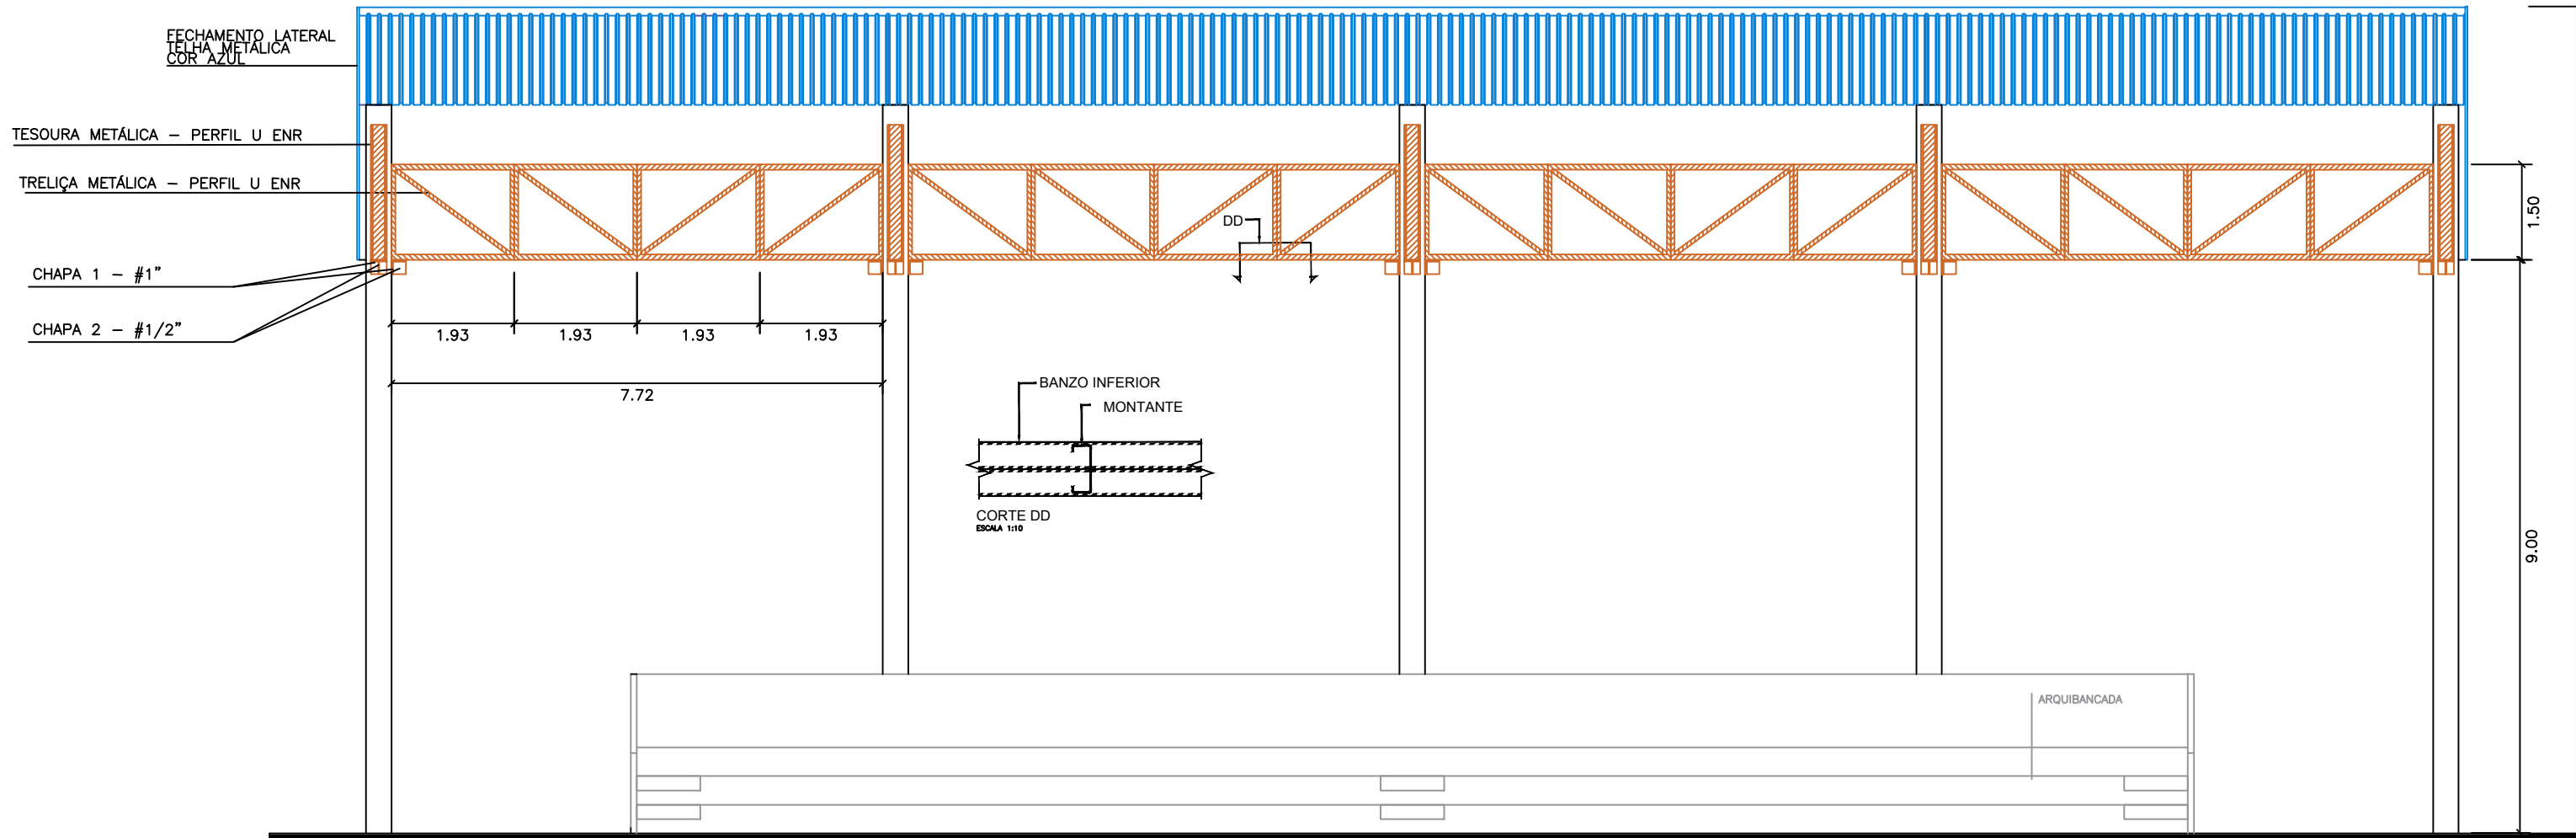 FECHAMENTO LATERAL
TELHA METÁLICA
COR AZUL
TESOURA METÁLICA – PERFIL U ENR
TRELIÇA METÁLICA – PERFIL U ENR
1.50
DD
CHAPA 1 – #1"
CHAPA 2 – #1/2"
1.93
1.93
1.93
1.93
7.72
BANZO INFERIOR
MONTANTE
CORTE DD
ESCALA 1:10
9.00
ARQUIBANCADA